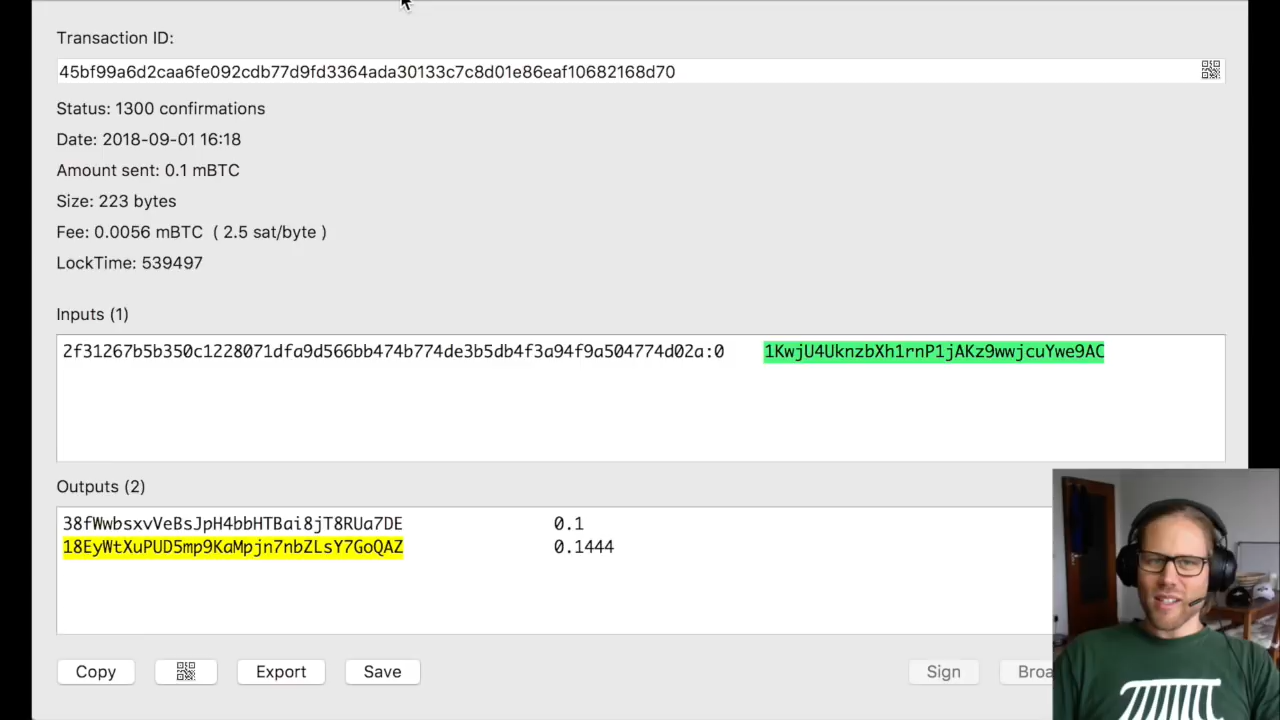 Transaction ID:
45bf99a6d2caa6fe092cdb77d9fd3364ada30133c7c8d01e86eaf10682168d70
Status: 1300 confirmations
Date: 2018-09-01 16:18
Amount sent: 0.1 mBTC
Size: 223 bytes
Fee: 0.0056 mBTC ( 2.5 sat/byte )
LockTime: 539497
Inputs (1)
2f31267b5b350c1228071dfa9d566bb474b774de3b5db4f3a94f9a504774d02a:0 1KwjU4UknzbXh1rnP1jAKz9wwjcuYwe9AC
Outputs (2)
38fWwbsxvVeBsJpH4bbHTBai8jT8RUa7DE 0.1
18EyWtXuPUD5mp9KaMpjn7nbZLsY7GoQAZ 0.1444
Copy Export Save Sign Broa